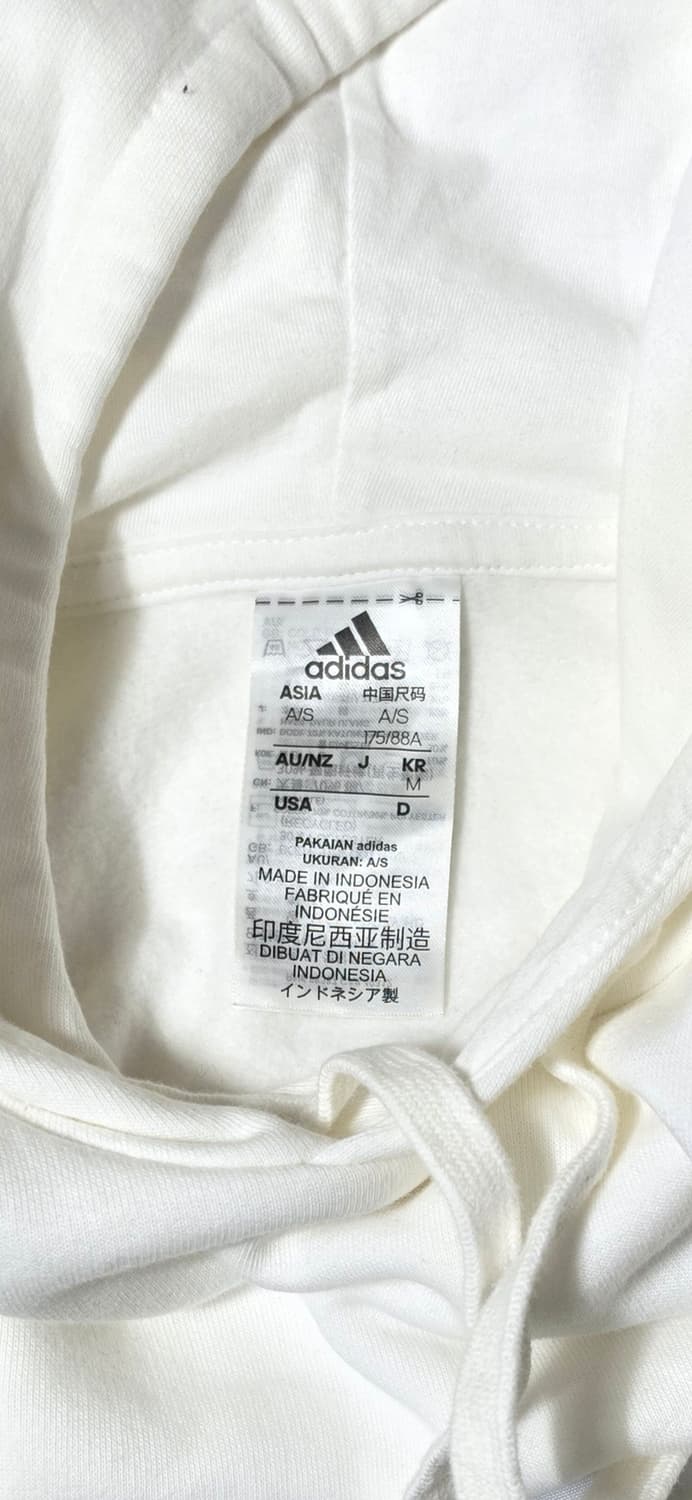 adidas
ASIA 中国尺码
A/S A/S
175/88A
AU/NZ J KR
M
USA D
PAKAIAN adidas
UKURAN: A/S
MADE IN INDONESIA
FABRIQUÉ EN
INDONÉSIE
印度尼西亚制造
DIBUAT DI NEGARA
INDONESIA
インドネシア製